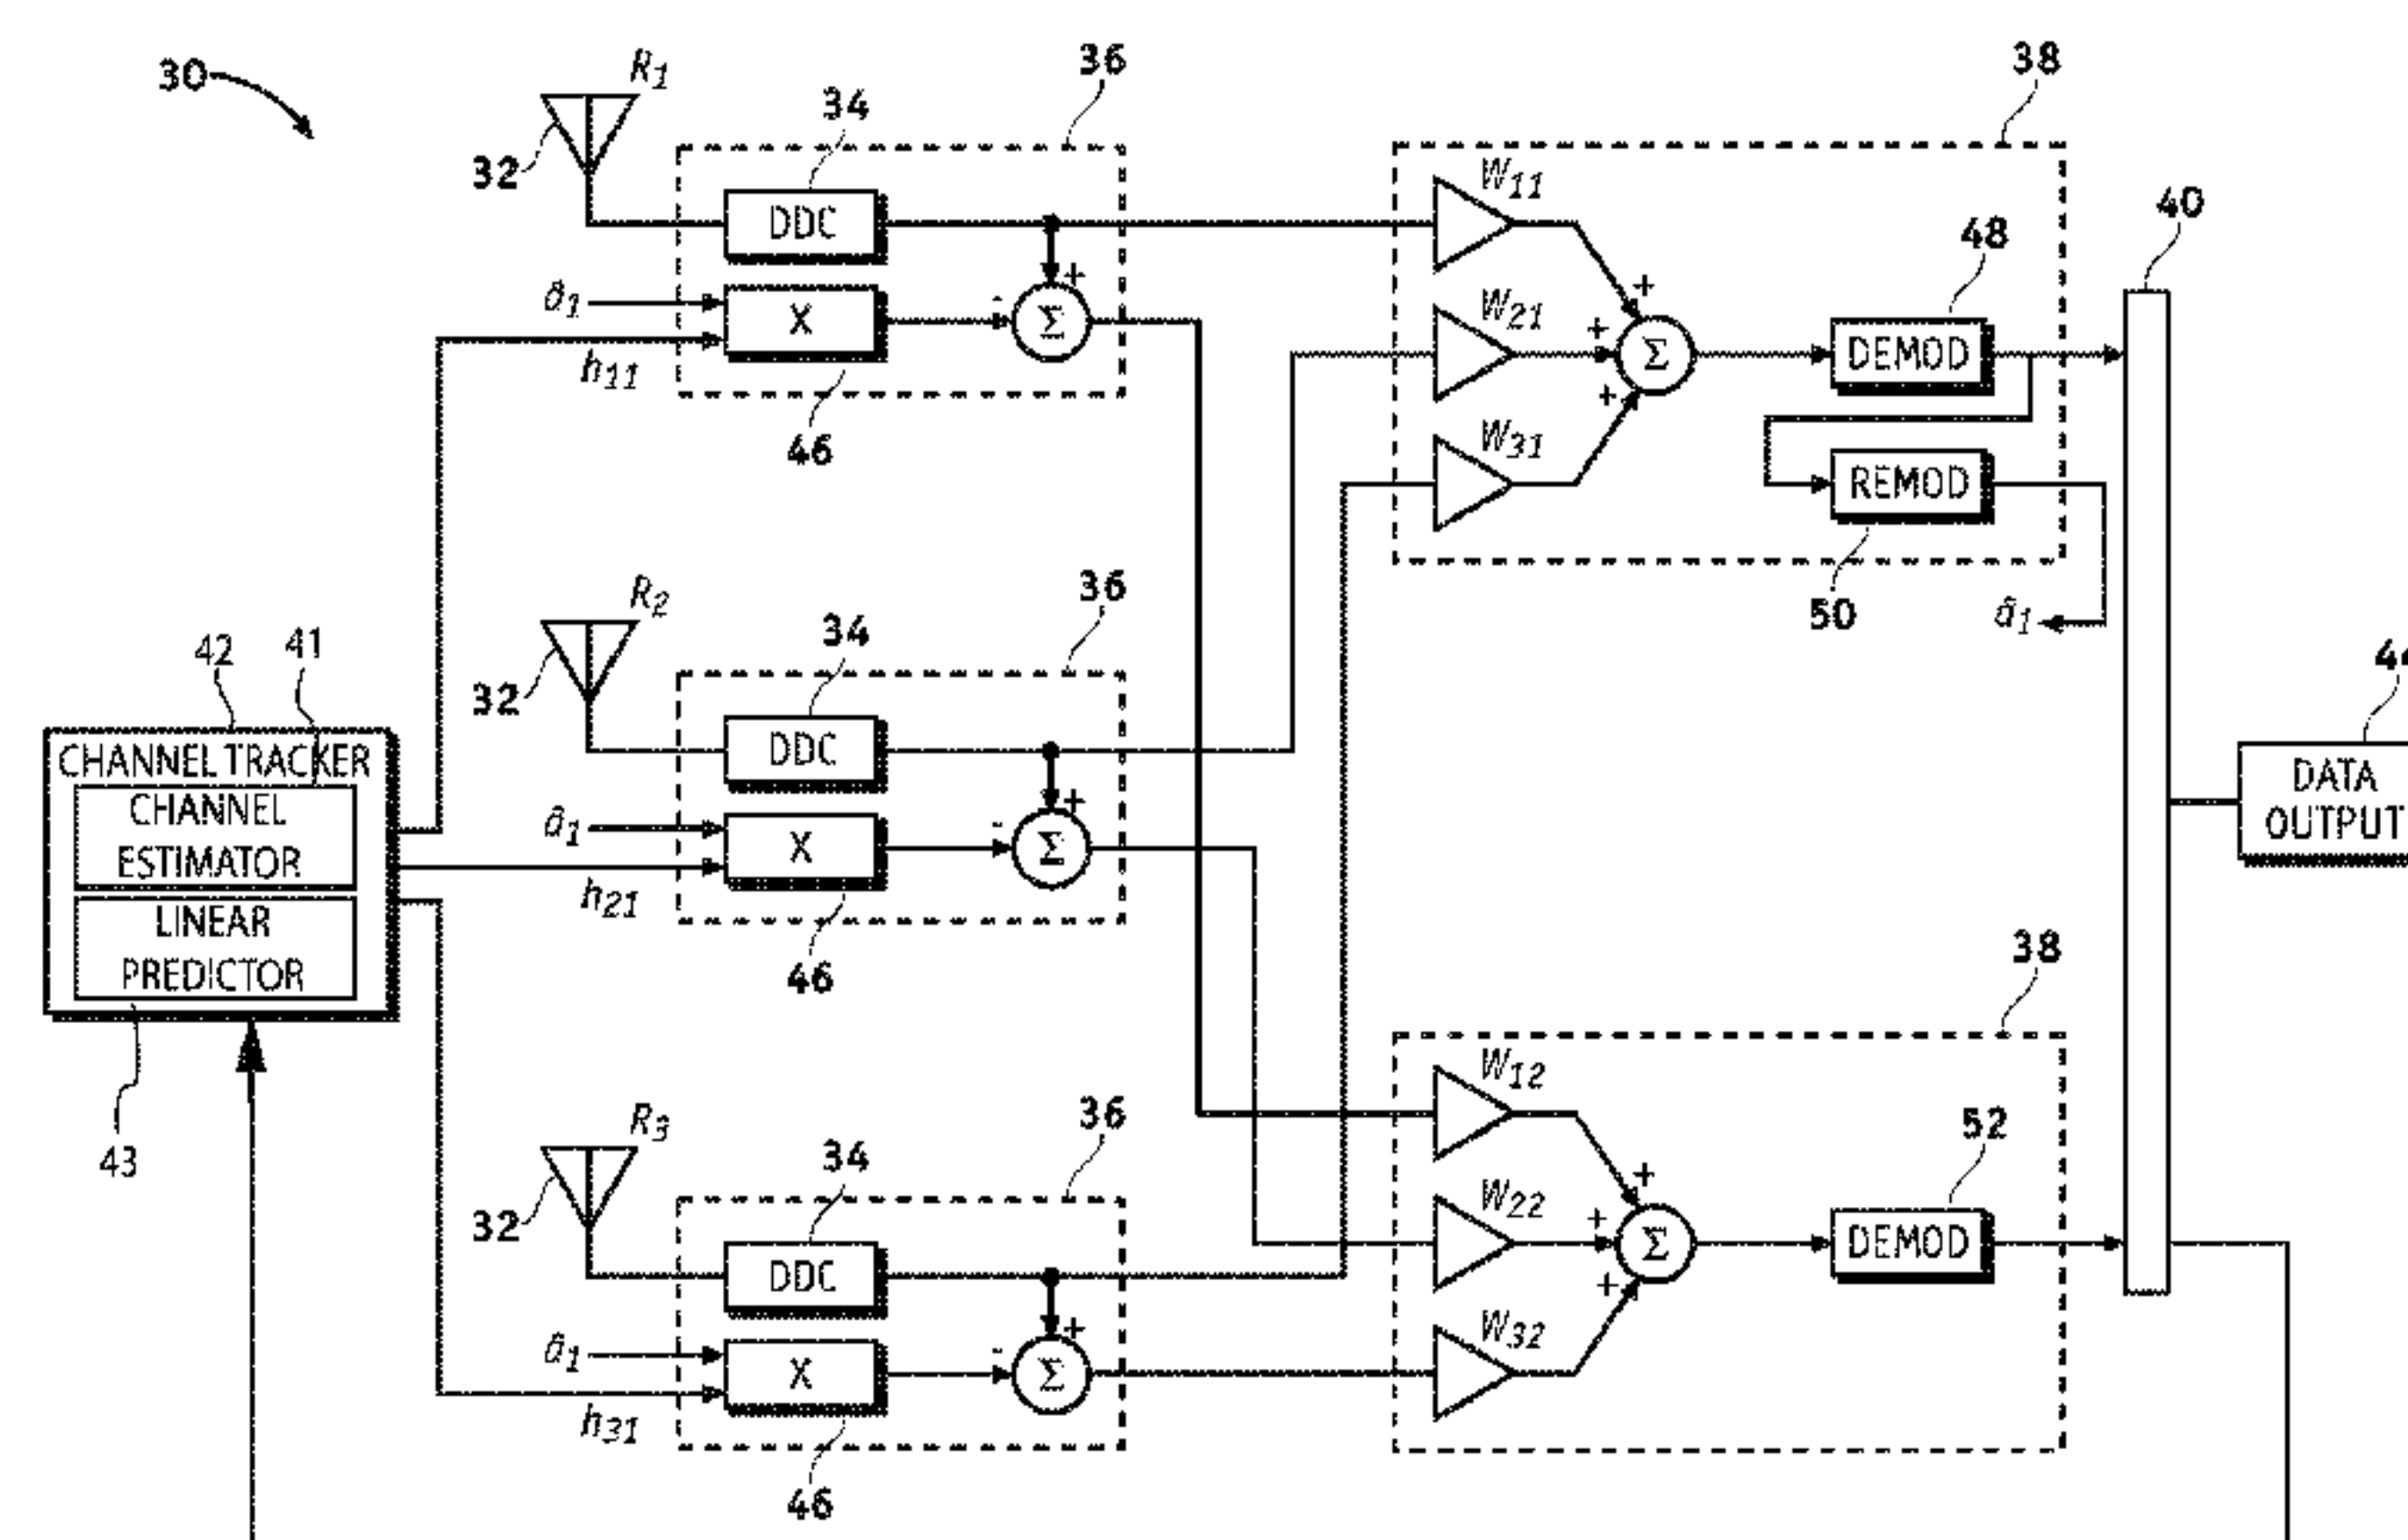 30
R1
32
34
36
DDC
+
â1
X
-
Σ
h11
46
38
W11
W21
W31
+
+
+
Σ
48
DEMOD
REMOD
50
â1
40
R2
32
34
36
DDC
+
â1
X
-
Σ
h21
46
42
41
CHANNEL TRACKER
CHANNEL
ESTIMATOR
LINEAR
PREDICTOR
43
DATA
OUTPUT
R3
32
34
36
DDC
+
â1
X
-
Σ
h31
46
38
W12
W22
W32
+
+
+
Σ
52
DEMOD